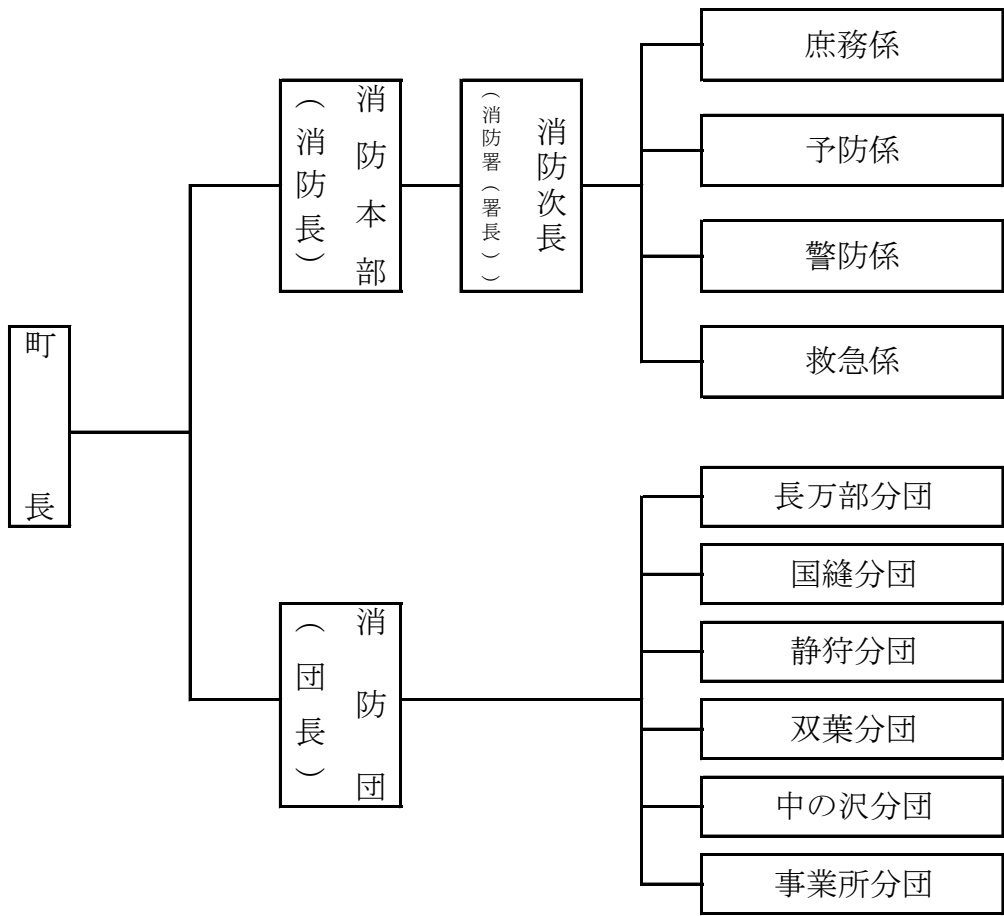 町長
消防本部
（消防長）
消防次長
（消防署（署長））
庶務係
予防係
警防係
救急係
消防団
（団長）
長万部分団
国縫分団
静狩分団
双葉分団
中の沢分団
事業所分団